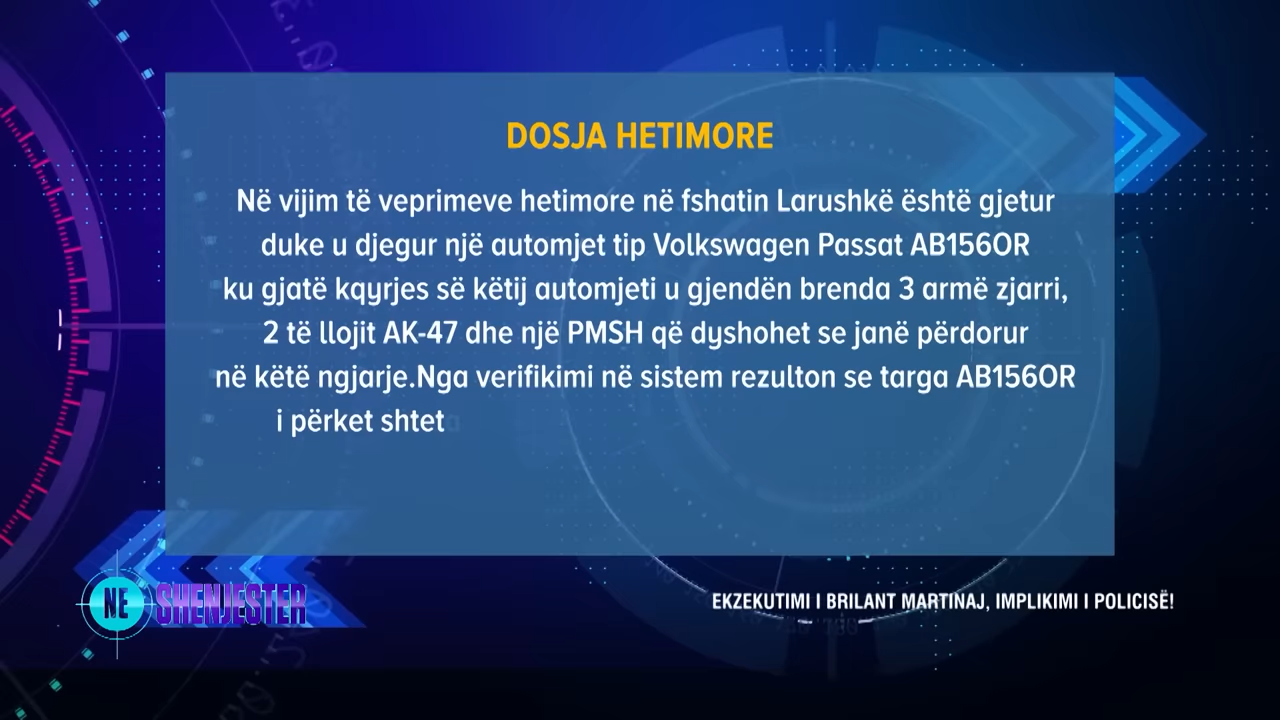 DOSJA HETIMORE
Në vijim të veprimeve hetimore në fshatin Larushkë është gjetur
duke u djegur një automjet tip Volkswagen Passat AB156OR
ku gjatë kqyrjes së këtij automjeti u gjendën brenda 3 armë zjarri,
2 të llojit AK-47 dhe një PMSH që dyshohet se janë përdorur
në këtë ngjarje.Nga verifikimi në sistem rezulton se targa AB156OR
i përket shtet
NE SHENJESTER
EKZEKUTIMI I BRILANT MARTINAJ, IMPLIKIMI I POLICISË!